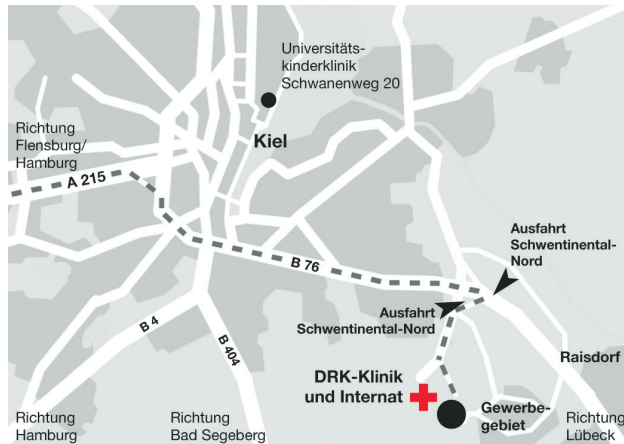 Universitäts-
kinderklinik
Schwanenweg 20
Kiel
Richtung
Flensburg/
Hamburg
A 215
Ausfahrt
Schwentinental-
Nord
B 76
Ausfahrt
Schwentinental-Nord
B 4
B 404
Raisdorf
DRK-Klinik
und Internat
Gewerbe-
gebiet
Richtung
Hamburg
Richtung
Bad Segeberg
Richtung
Lübeck